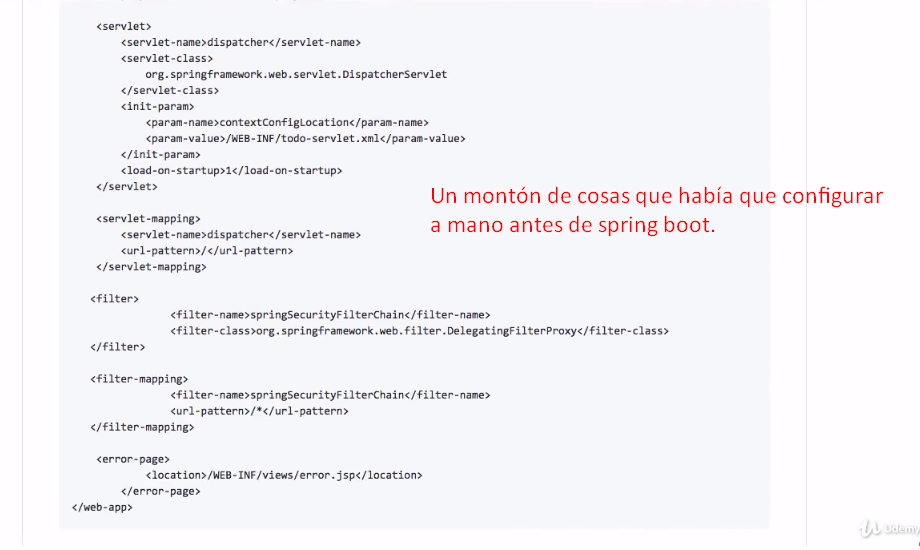 <servlet>
<servlet-name>dispatcher</servlet-name>
<servlet-class>
org.springframework.web.servlet.DispatcherServlet
</servlet-class>
<init-param>
<param-name>contextConfigLocation</param-name>
<param-value>/WEB-INF/todo-servlet.xml</param-value>
</init-param>
<load-on-startup>1</load-on-startup>
</servlet>
Un montón de cosas que había que configurar
a mano antes de spring boot.
<servlet-mapping>
<servlet-name>dispatcher</servlet-name>
<url-pattern>/</url-pattern>
</servlet-mapping>
<filter>
<filter-name>springSecurityFilterChain</filter-name>
<filter-class>org.springframework.web.filter.DelegatingFilterProxy</filter-class>
</filter>
<filter-mapping>
<filter-name>springSecurityFilterChain</filter-name>
<url-pattern>/*</url-pattern>
</filter-mapping>
<error-page>
<location>/WEB-INF/views/error.jsp</location>
</error-page>
</web-app>
Udemy